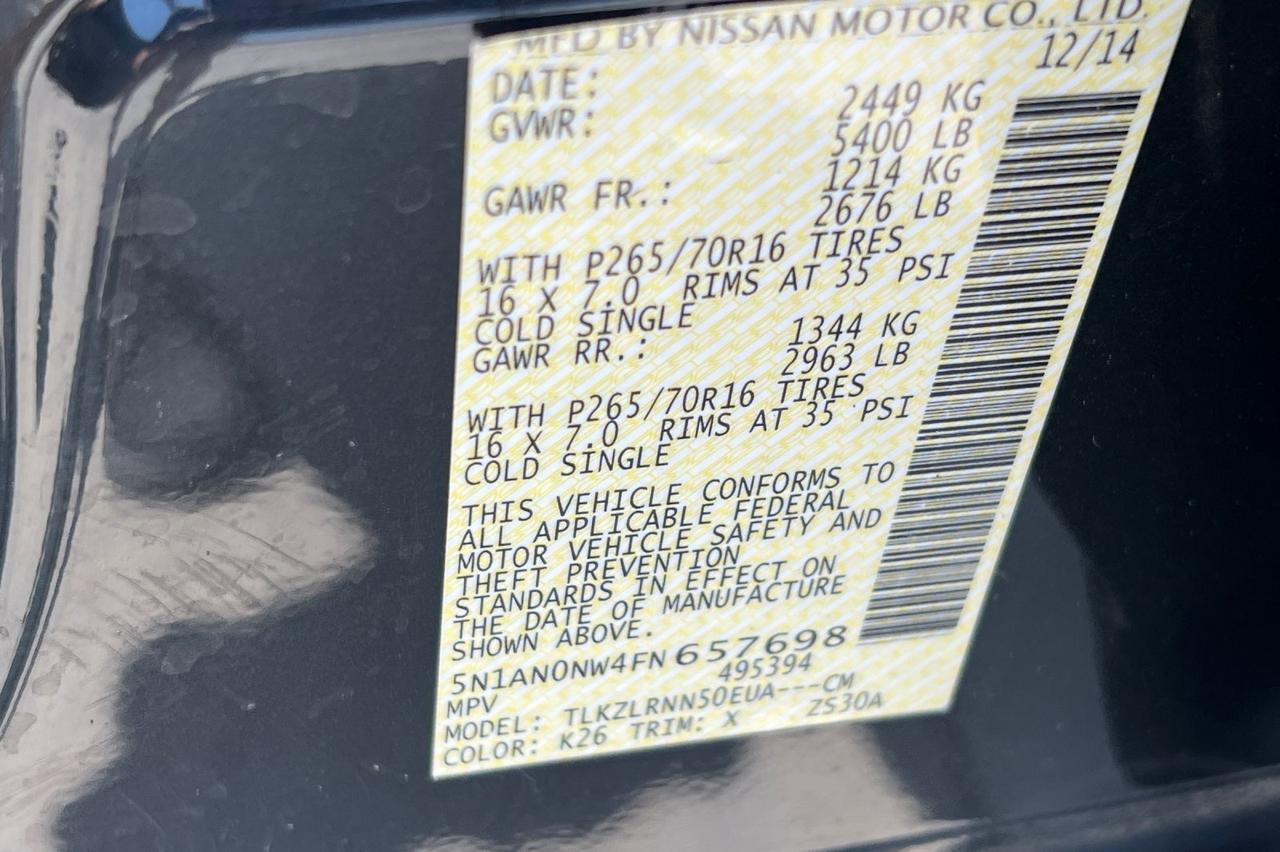 MFD BY NISSAN MOTOR CO., LTD.
DATE: 12/14
GVWR: 2449 KG
5400 LB
GAWR FR.: 1214 KG
2676 LB
WITH P265/70R16 TIRES
16 X 7.0 RIMS AT 35 PSI
COLD SINGLE
GAWR RR.: 1344 KG
2963 LB
WITH P265/70R16 TIRES
16 X 7.0 RIMS AT 35 PSI
COLD SINGLE
THIS VEHICLE CONFORMS TO
ALL APPLICABLE FEDERAL
MOTOR VEHICLE SAFETY AND
THEFT PREVENTION
STANDARDS IN EFFECT ON
THE DATE OF MANUFACTURE
SHOWN ABOVE.
5N1AN0NW4FN657698
MPV 495394
MODEL: TLKZLRNN50EUA---CM
COLOR: K26 TRIM: X ZS30A